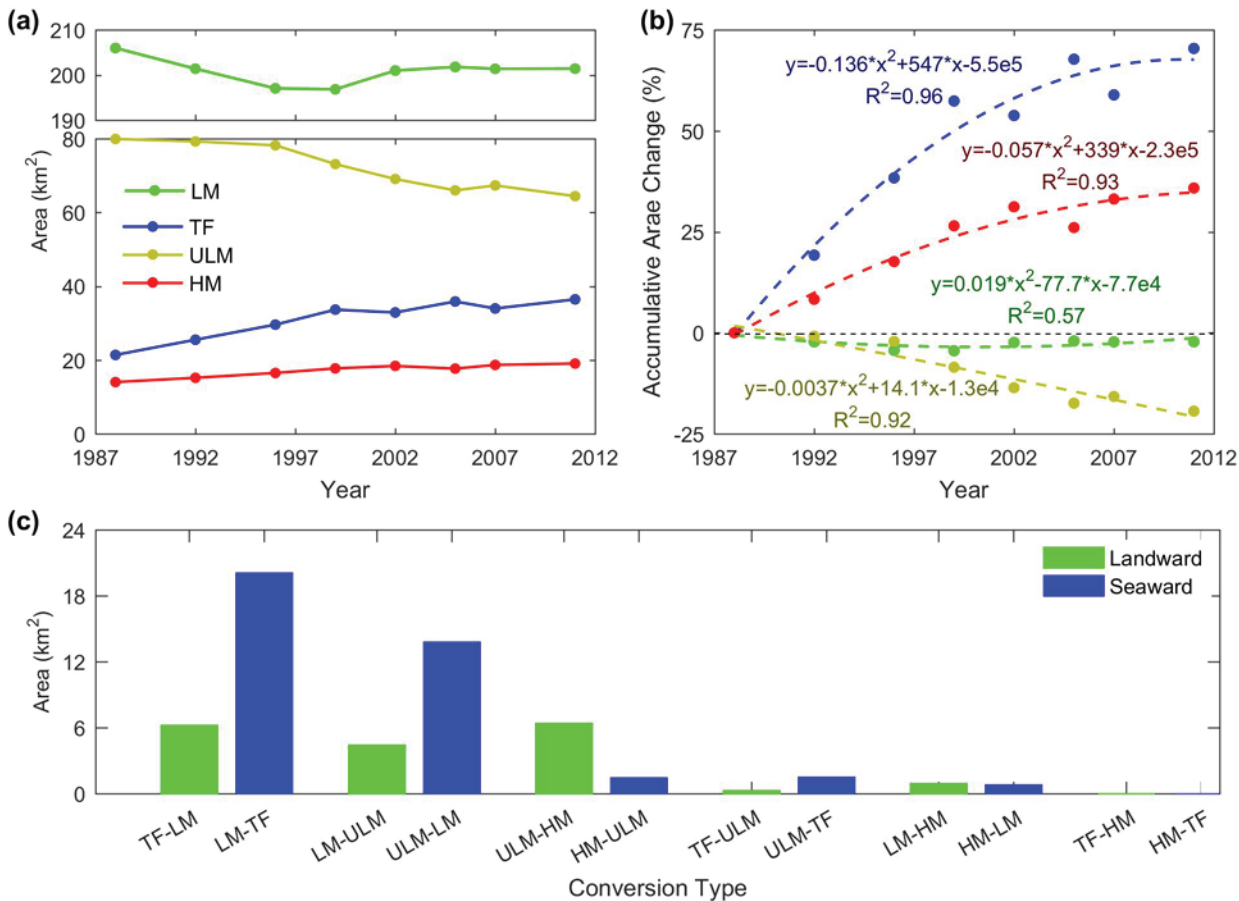 (a)
210
200
190
80
60
40
20
0
Area (km2)
LM
TF
ULM
HM
1987 1992 1997 2002 2007 2012
Year
(b)
75
50
25
0
-25
Accumulative Arae Change (%)
y=-0.136*x2+547*x-5.5e5
R2=0.96
y=-0.057*x2+339*x-2.3e5
R2=0.93
y=0.019*x2-77.7*x-7.7e4
R2=0.57
y=-0.0037*x2+14.1*x-1.3e4
R2=0.92
1987 1992 1997 2002 2007 2012
Year
(c)
24
18
12
6
0
Area (km2)
Landward
Seaward
TF-LM LM-TF LM-ULM ULM-LM ULM-HM HM-ULM TF-ULM ULM-TF LM-HM HM-LM TF-HM HM-TF
Conversion Type